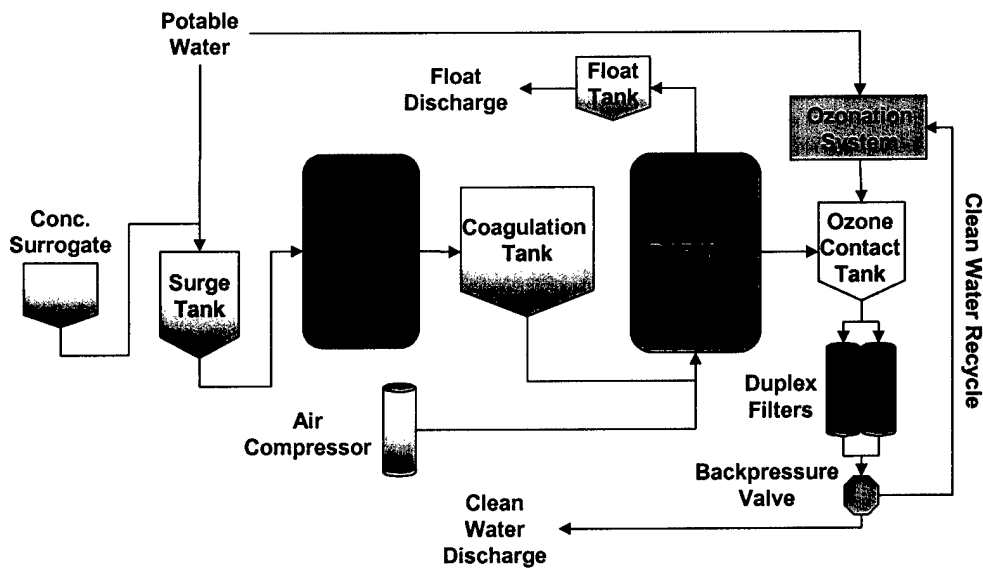 Potable
Water
Float
Discharge
Float
Tank
Ozonation
System
Conc.
Surrogate
Surge
Tank
Coagulation
Tank
Ozone
Contact
Tank
Clean Water Recycle
Duplex
Filters
Air
Compressor
Backpressure
Valve
Clean
Water
Discharge